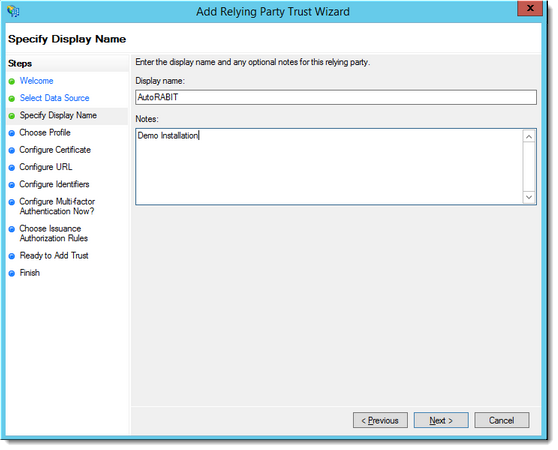 Add Relying Party Trust Wizard
x
Specify Display Name
Steps
Welcome
Select Data Source
Specify Display Name
Choose Profile
Configure Certificate
Configure URL
Configure Identifiers
Configure Multi-factor
Authentication Now?
Choose Issuance
Authorization Rules
Ready to Add Trust
Finish
Enter the display name and any optional notes for this relying party.
Display name:
AutoRABIT
Notes:
Demo Installation
< Previous
Next >
Cancel